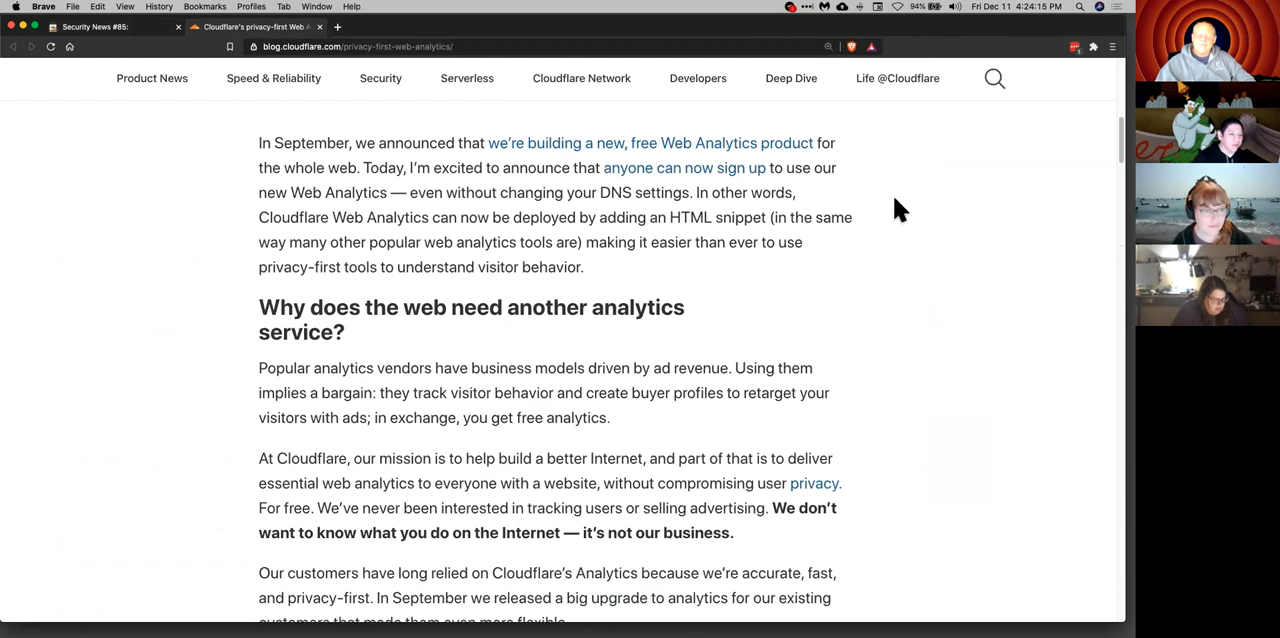 Brave File Edit View History Bookmarks Profiles Tab Window Help 94% Fri Dec 11 4:24:15 PM
Security News #85: Cloudflare's privacy-first Web A
blog.cloudflare.com/privacy-first-web-analytics/
Product News Speed & Reliability Security Serverless Cloudflare Network Developers Deep Dive Life @Cloudflare
In September, we announced that we're building a new, free Web Analytics product for
the whole web. Today, I'm excited to announce that anyone can now sign up to use our
new Web Analytics — even without changing your DNS settings. In other words,
Cloudflare Web Analytics can now be deployed by adding an HTML snippet (in the same
way many other popular web analytics tools are) making it easier than ever to use
privacy-first tools to understand visitor behavior.
Why does the web need another analytics
service?
Popular analytics vendors have business models driven by ad revenue. Using them
implies a bargain: they track visitor behavior and create buyer profiles to retarget your
visitors with ads; in exchange, you get free analytics.
At Cloudflare, our mission is to help build a better Internet, and part of that is to deliver
essential web analytics to everyone with a website, without compromising user privacy.
For free. We've never been interested in tracking users or selling advertising. We don't
want to know what you do on the Internet — it's not our business.
Our customers have long relied on Cloudflare's Analytics because we're accurate, fast,
and privacy-first. In September we released a big upgrade to analytics for our existing
customers that made them even more flexible.